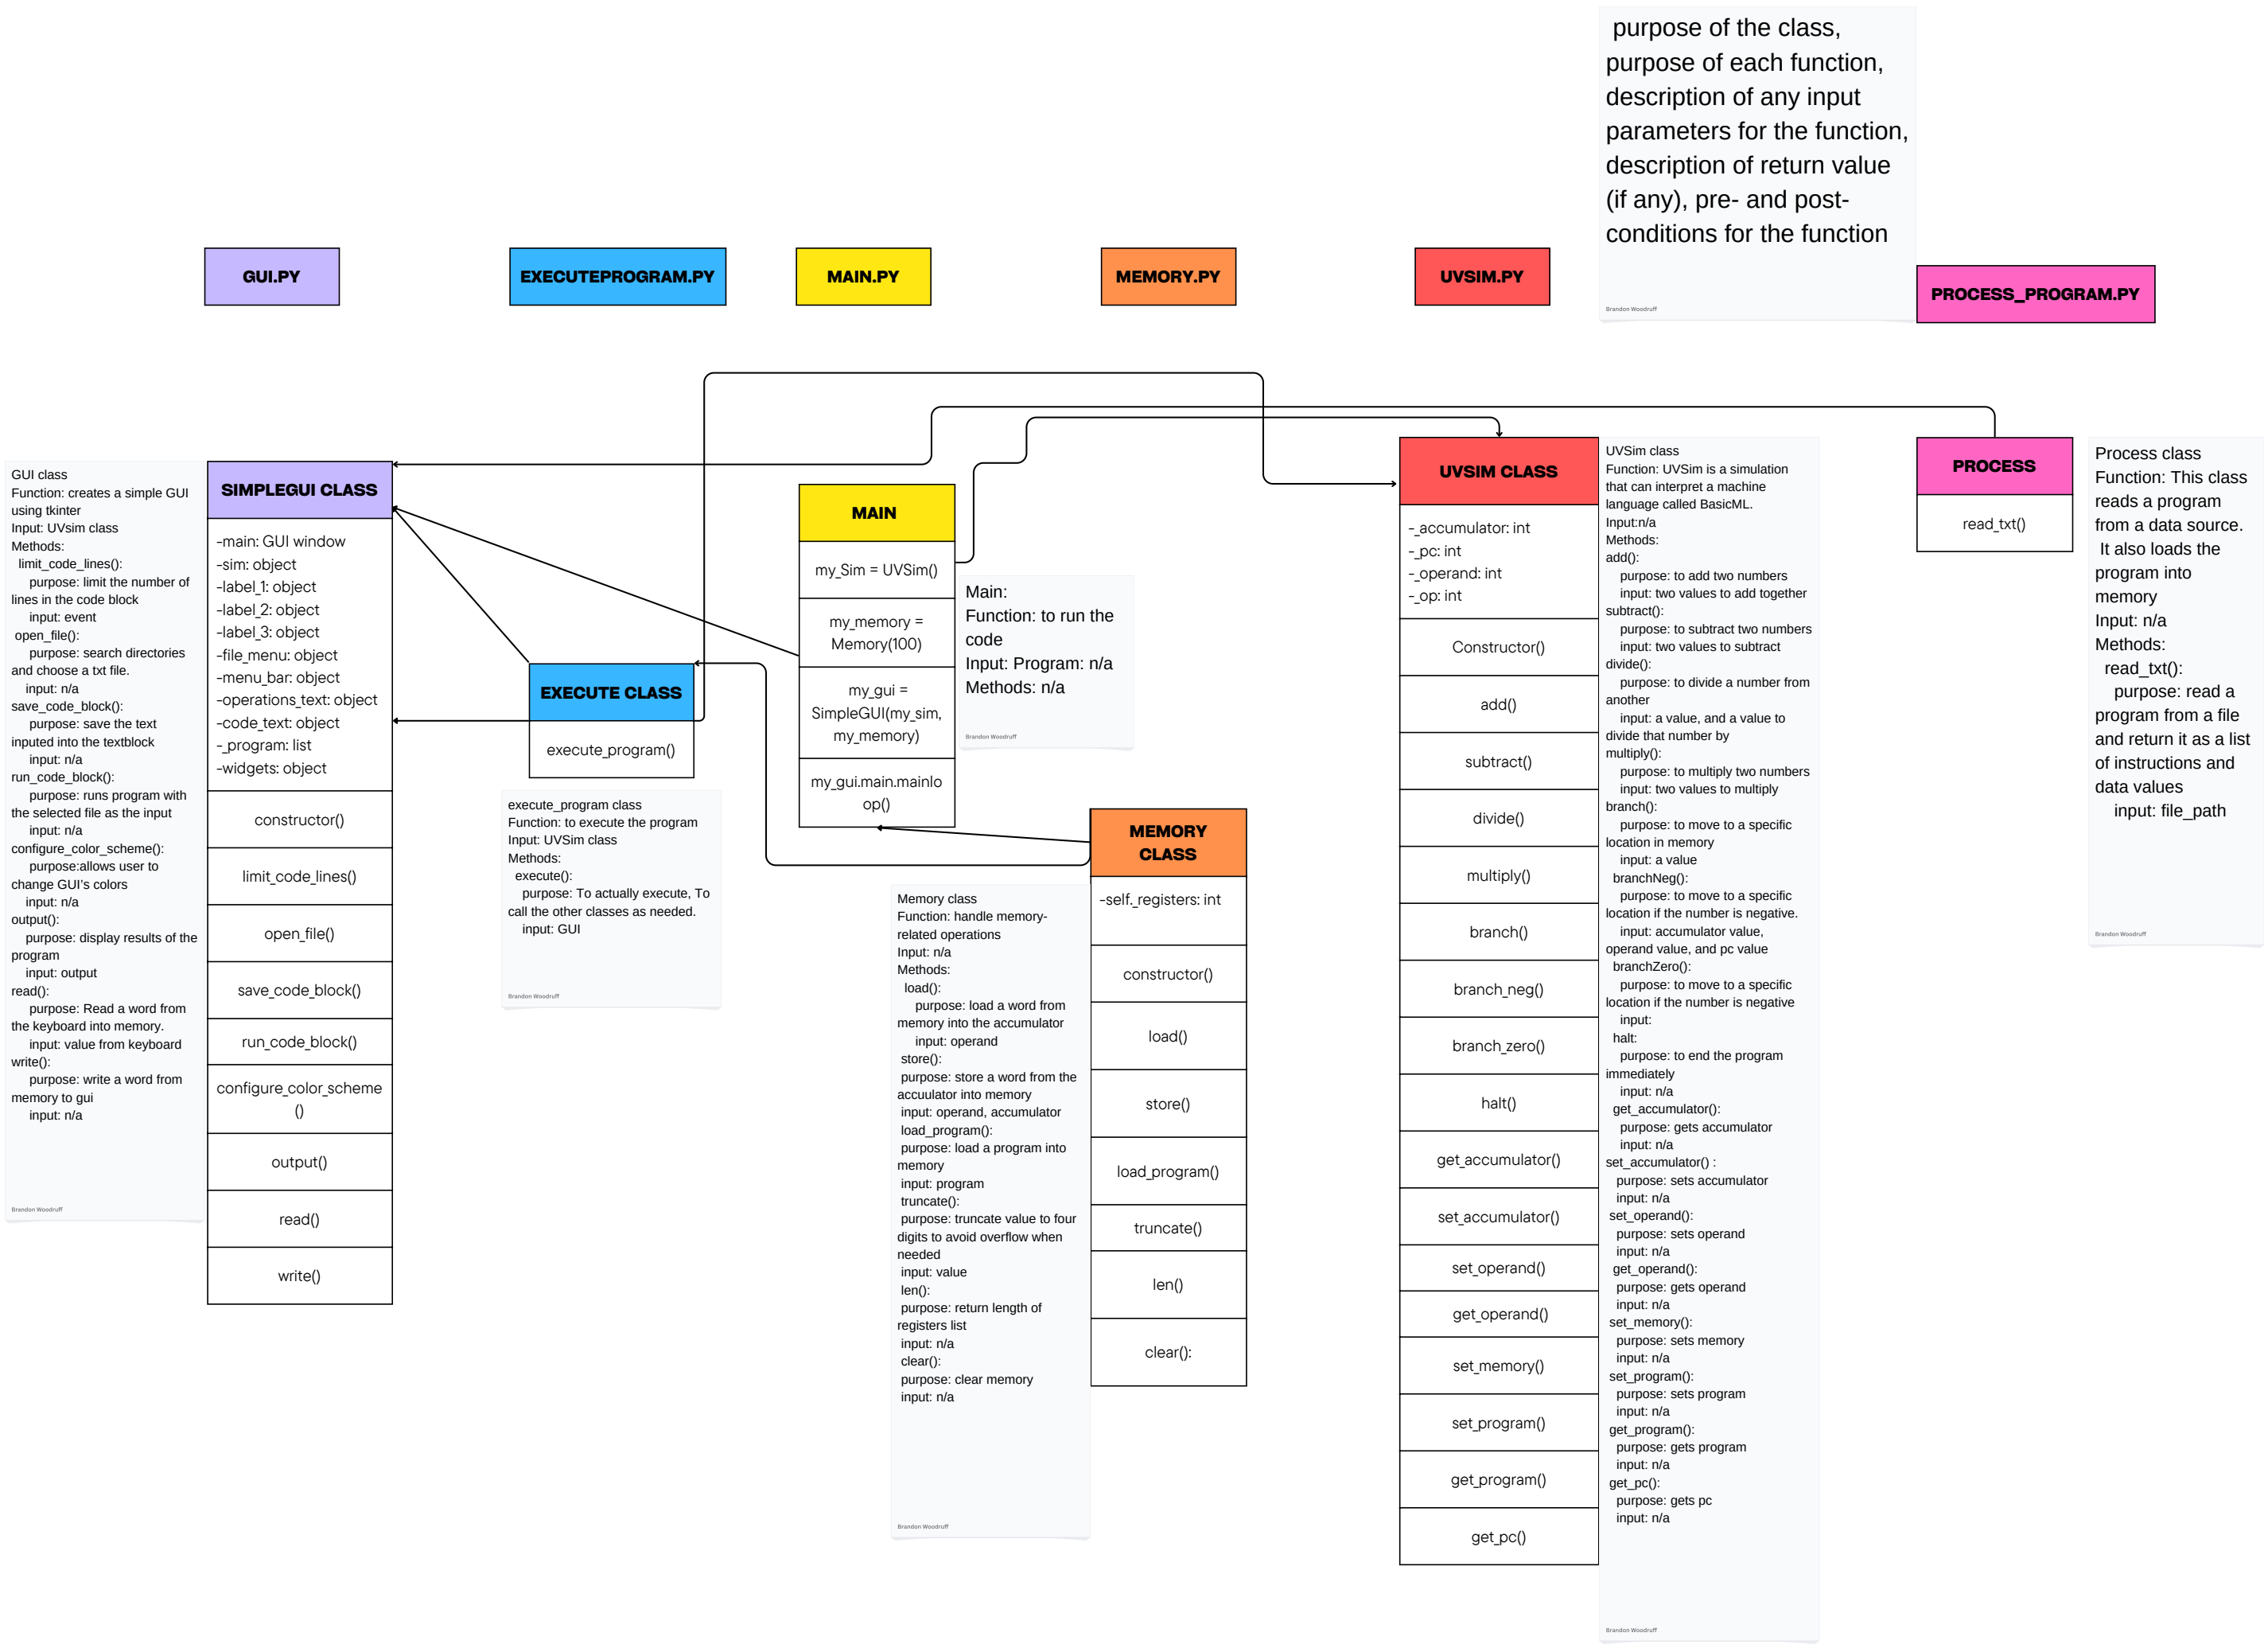 purpose of the class,
purpose of each function,
description of any input
parameters for the function,
description of return value
(if any), pre- and post-
conditions for the function
Brandon Woodruff
GUI.PY
EXECUTEPROGRAM.PY
MAIN.PY
MEMORY.PY
UVSIM.PY
PROCESS_PROGRAM.PY
GUI class
Function: creates a simple GUI
using tkinter
Input: UVsim class
Methods:
limit_code_lines():
purpose: limit the number of
lines in the code block
input: event
open_file():
purpose: search directories
and choose a txt file.
input: n/a
save_code_block():
purpose: save the text
inputed into the textblock
input: n/a
run_code_block():
purpose: runs program with
the selected file as the input
input: n/a
configure_color_scheme():
purpose:allows user to
change GUI's colors
input: n/a
output():
purpose: display results of the
program
input: output
read():
purpose: Read a word from
the keyboard into memory.
input: value from keyboard
write():
purpose: write a word from
memory to gui
input: n/a
Brandon Woodruff
SIMPLEGUI CLASS
-main: GUI window
-sim: object
-label_1: object
-label_2: object
-label_3: object
-file_menu: object
-menu_bar: object
-operations_text: object
-code_text: object
-_program: list
-widgets: object
constructor()
limit_code_lines()
open_file()
save_code_block()
run_code_block()
configure_color_scheme
()
output()
read()
write()
EXECUTE CLASS
execute_program()
execute_program class
Function: to execute the program
Input: UVSim class
Methods:
execute():
purpose: To actually execute, To
call the other classes as needed.
input: GUI
Brandon Woodruff
MAIN
my_Sim = UVSim()
my_memory =
Memory(100)
my_gui =
SimpleGUI(my_sim,
my_memory)
my_gui.main.mainlo
op()
Main:
Function: to run the
code
Input: Program: n/a
Methods: n/a
Brandon Woodruff
Memory class
Function: handle memory-
related operations
Input: n/a
Methods:
load():
purpose: load a word from
memory into the accumulator
input: operand
store():
purpose: store a word from the
accuulator into memory
input: operand, accumulator
load_program():
purpose: load a program into
memory
input: program
truncate():
purpose: truncate value to four
digits to avoid overflow when
needed
input: value
len():
purpose: return length of
registers list
input: n/a
clear():
purpose: clear memory
input: n/a
Brandon Woodruff
MEMORY
CLASS
-self._registers: int
constructor()
load()
store()
load_program()
truncate()
len()
clear():
UVSIM CLASS
-_accumulator: int
-_pc: int
-_operand: int
-_op: int
Constructor()
add()
subtract()
divide()
multiply()
branch()
branch_neg()
branch_zero()
halt()
get_accumulator()
set_accumulator()
set_operand()
get_operand()
set_memory()
set_program()
get_program()
get_pc()
UVSim class
Function: UVSim is a simulation
that can interpret a machine
language called BasicML.
Input:n/a
Methods:
add():
purpose: to add two numbers
input: two values to add together
subtract():
purpose: to subtract two numbers
input: two values to subtract
divide():
purpose: to divide a number from
another
input: a value, and a value to
divide that number by
multiply():
purpose: to multiply two numbers
input: two values to multiply
branch():
purpose: to move to a specific
location in memory
input: a value
branchNeg():
purpose: to move to a specific
location if the number is negative.
input: accumulator value,
operand value, and pc value
branchZero():
purpose: to move to a specific
location if the number is negative
input:
halt:
purpose: to end the program
immediately
input: n/a
get_accumulator():
purpose: gets accumulator
input: n/a
set_accumulator() :
purpose: sets accumulator
input: n/a
set_operand():
purpose: sets operand
input: n/a
get_operand():
purpose: gets operand
input: n/a
set_memory():
purpose: sets memory
input: n/a
set_program():
purpose: sets program
input: n/a
get_program():
purpose: gets program
input: n/a
get_pc():
purpose: gets pc
input: n/a
Brandon Woodruff
PROCESS
read_txt()
Process class
Function: This class
reads a program
from a data source.
It also loads the
program into
memory
Input: n/a
Methods:
read_txt():
purpose: read a
program from a file
and return it as a list
of instructions and
data values
input: file_path
Brandon Woodruff